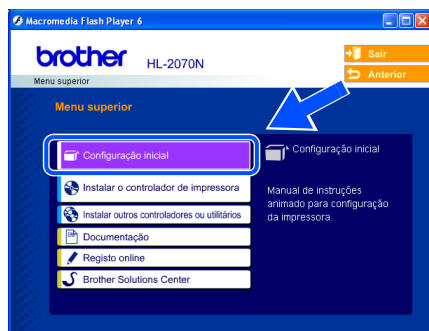 Macromedia Flash Player 6
brother HL-2070N
Sair
Anterior
Menu superior
Menu superior
Configuração inicial
Instalar o controlador de impressora
Instalar outros controladores ou utilitários
Documentação
Registo online
Brother Solutions Center
Configuração inicial
Manual de instruções
animado para configuração
da impressora.